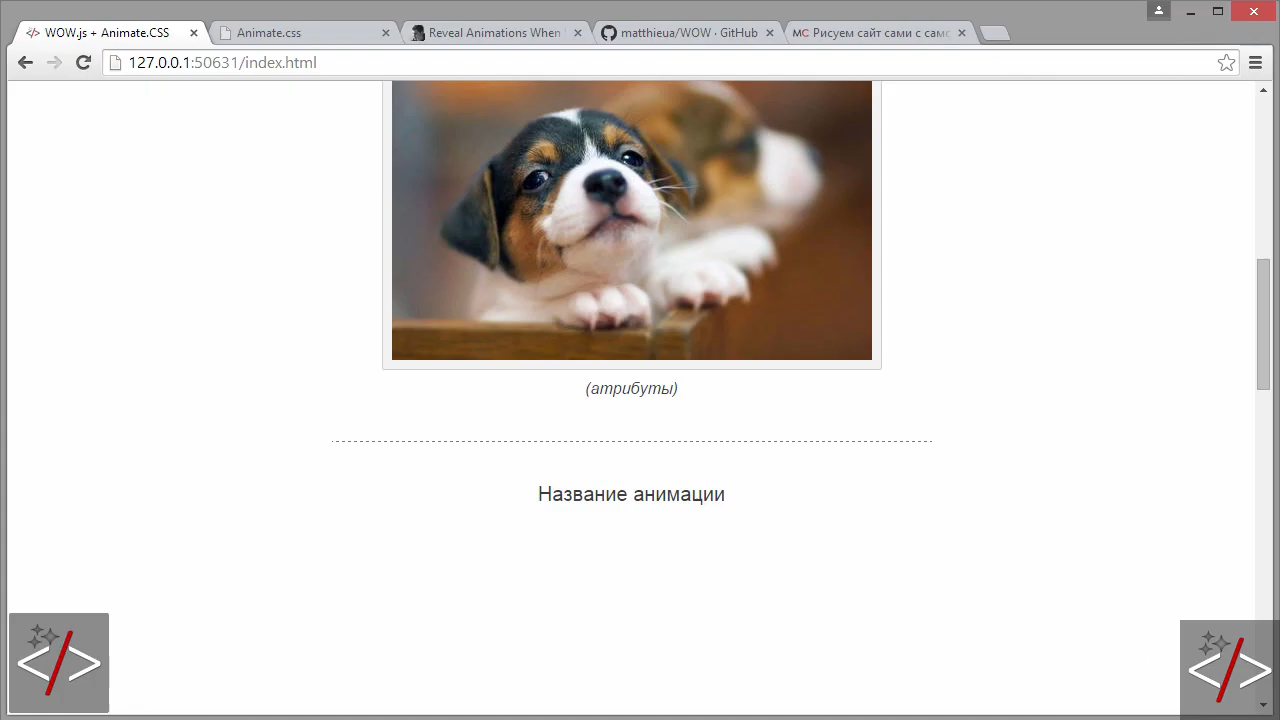 WOW.js + Animate.CSS
Animate.css
Reveal Animations When
matthieua/WOW · GitHub
МС Рисуем сайт сами с самс
127.0.0.1:50631/index.html
(атрибуты)
Название анимации